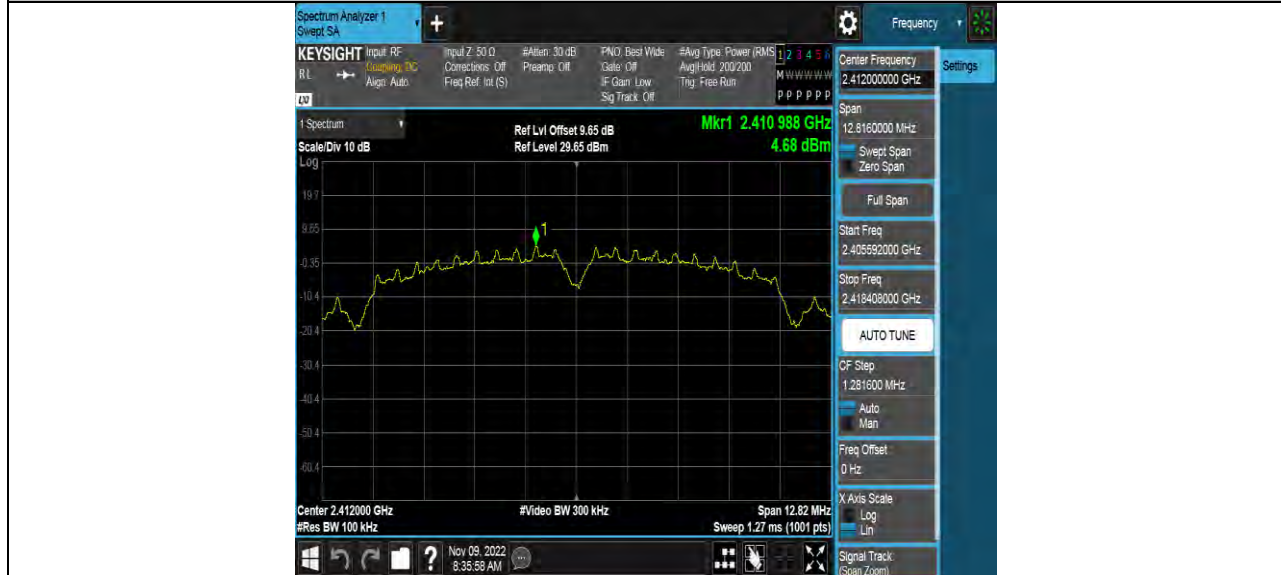 Spectrum Analyzer 1
Swept SA
+
Frequency
KEYSIGHT
RL
LXI
Input: RF
Coupling: DC
Align: Auto
Input Z: 50 Ω
Corrections: Off
Freq Ref: Int (S)
#Atten: 30 dB
Preamp: Off
PNO: Best Wide
Gate: Off
IF Gain: Low
Sig Track: Off
#Avg Type: Power (RMS
Avg|Hold: 200/200
Trig: Free Run
1 2 3 4 5 6
M W W W W W
P P P P P P
1 Spectrum
Scale/Div 10 dB
Ref Lvl Offset 9.65 dB
Ref Level 29.65 dBm
Mkr1 2.410 988 GHz
4.68 dBm
Log
19.7
9.65
-0.35
-10.4
-20.4
-30.4
-40.4
-50.4
-60.4
1
Center 2.412000 GHz
#Res BW 100 kHz
#Video BW 300 kHz
Span 12.82 MHz
Sweep 1.27 ms (1001 pts)
Nov 09, 2022
8:35:58 AM
?
Center Frequency
2.412000000 GHz
Settings
Span
12.8160000 MHz
Swept Span
Zero Span
Full Span
Start Freq
2.405592000 GHz
Stop Freq
2.418408000 GHz
AUTO TUNE
CF Step
1.281600 MHz
Auto
Man
Freq Offset
0 Hz
X Axis Scale
Log
Lin
Signal Track
(Span Zoom)